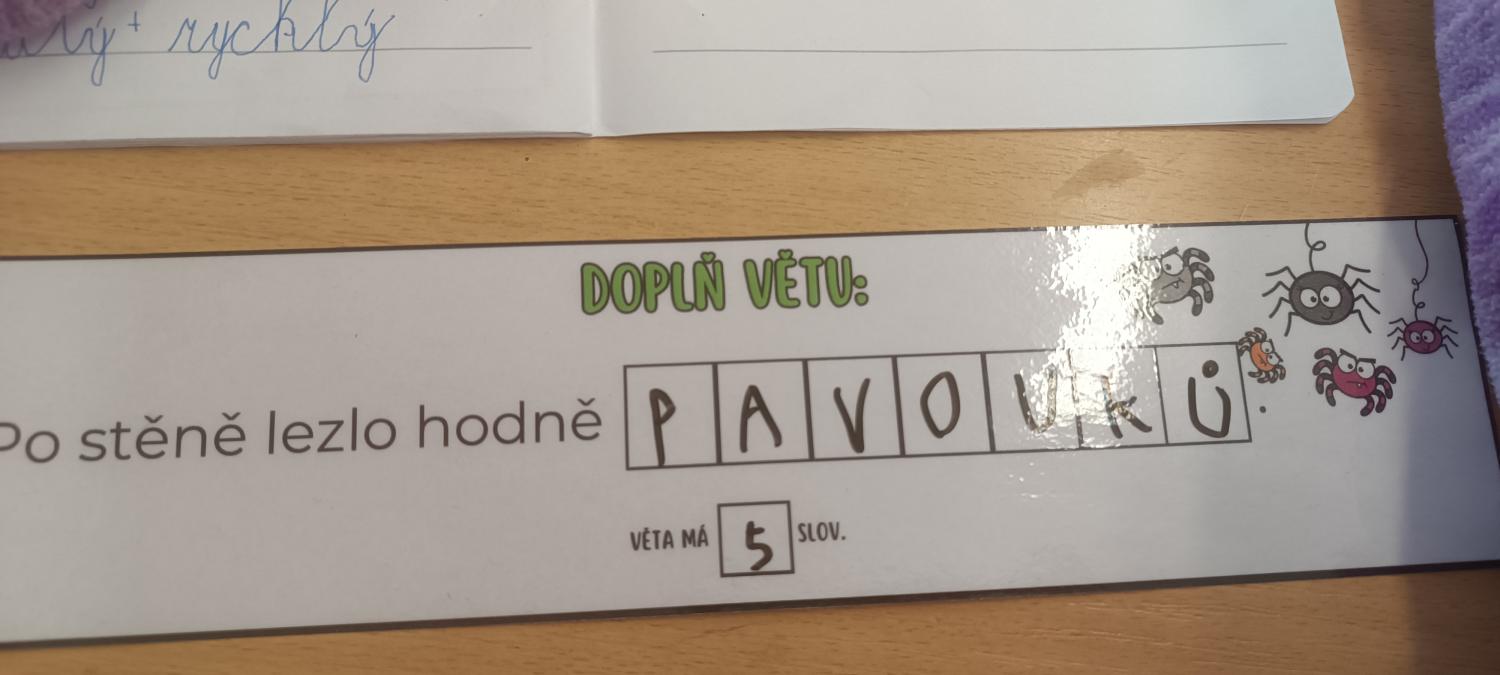 rychlý
DOPLŇ VĚTU:
Po stěně lezlo hodně PAVOUKŮ.
VĚTA MÁ 5 SLOV.